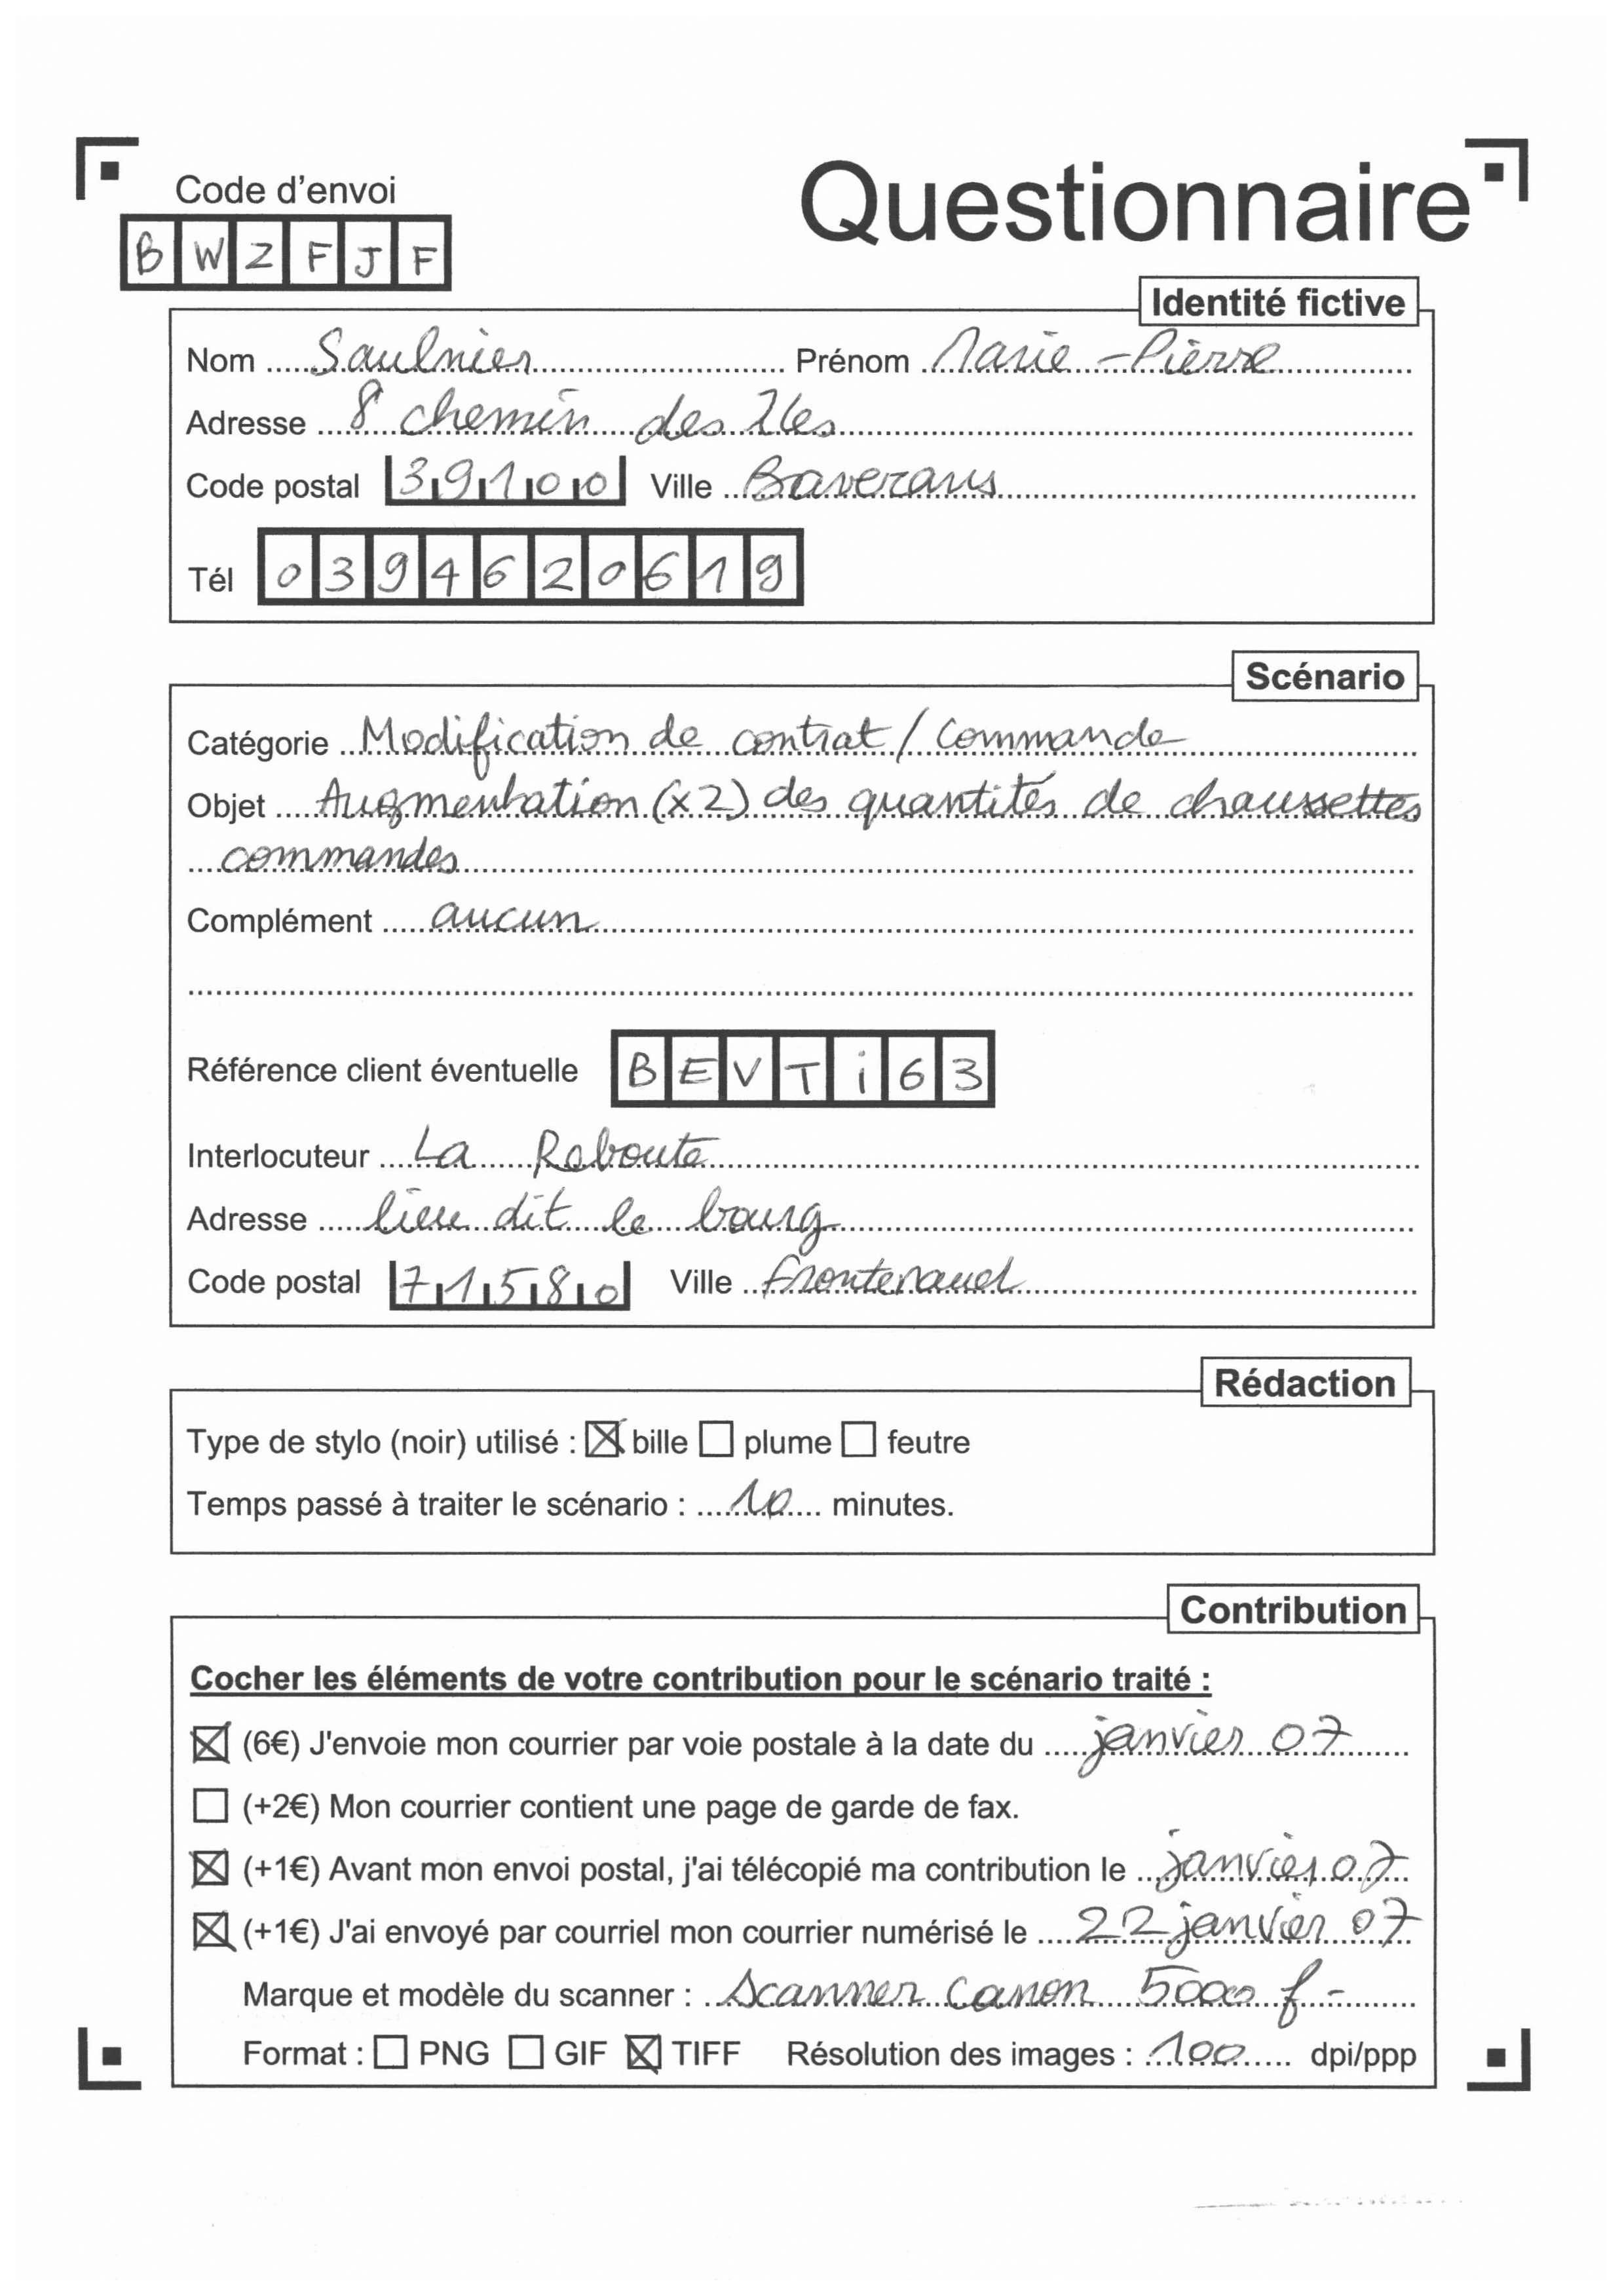 Code d'envoi
Questionnaire
B W Z F J F
Identité fictive
Nom Saulnier Prénom Marie-Pierre
Adresse 8 chemin des Iles
Code postal 39100 Ville Baverans
Tél 0394620619
Scénario
Catégorie Modification de contrat / Commande
Objet Augmentation (x2) des quantités de chaussettes
commandes
Complément aucun
Référence client éventuelle B E V T i 6 3
Interlocuteur La Reboute
Adresse lieu dit le bourg
Code postal 71580 Ville Frontenaud
Rédaction
Type de stylo (noir) utilisé : ☒ bille ☐ plume ☐ feutre
Temps passé à traiter le scénario : 10 minutes.
Contribution
Cocher les éléments de votre contribution pour le scénario traité :
☒ (6€) J'envoie mon courrier par voie postale à la date du janvier 07
☐ (+2€) Mon courrier contient une page de garde de fax.
☒ (+1€) Avant mon envoi postal, j'ai télécopié ma contribution le janvier 07
☒ (+1€) J'ai envoyé par courriel mon courrier numérisé le 22 janvier 07
Marque et modèle du scanner : Scanner Canon 5000 f -
Format : ☐ PNG ☐ GIF ☒ TIFF Résolution des images : 100 dpi/ppp